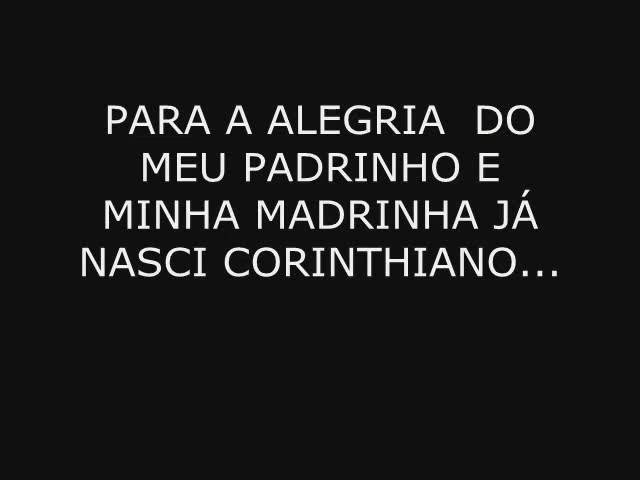 PARA A ALEGRIA  DO
MEU PADRINHO E
MINHA MADRINHA JÁ
NASCI CORINTHIANO...